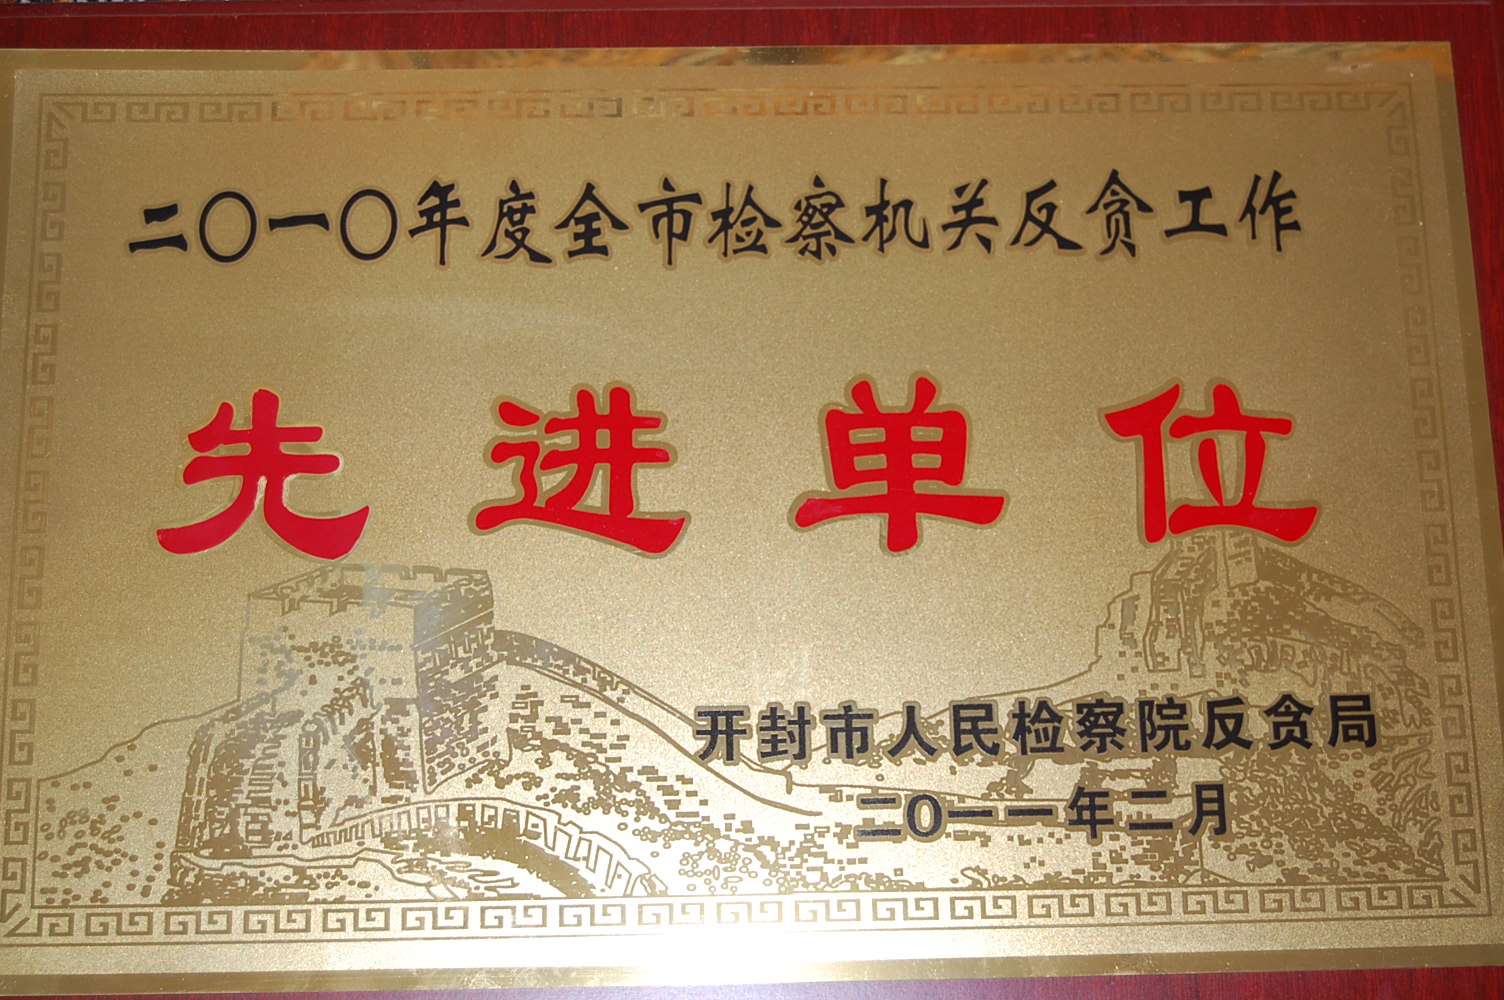 二〇一〇年度全市检察机关反贪工作
先进单位
开封市人民检察院反贪局
二〇一一年二月